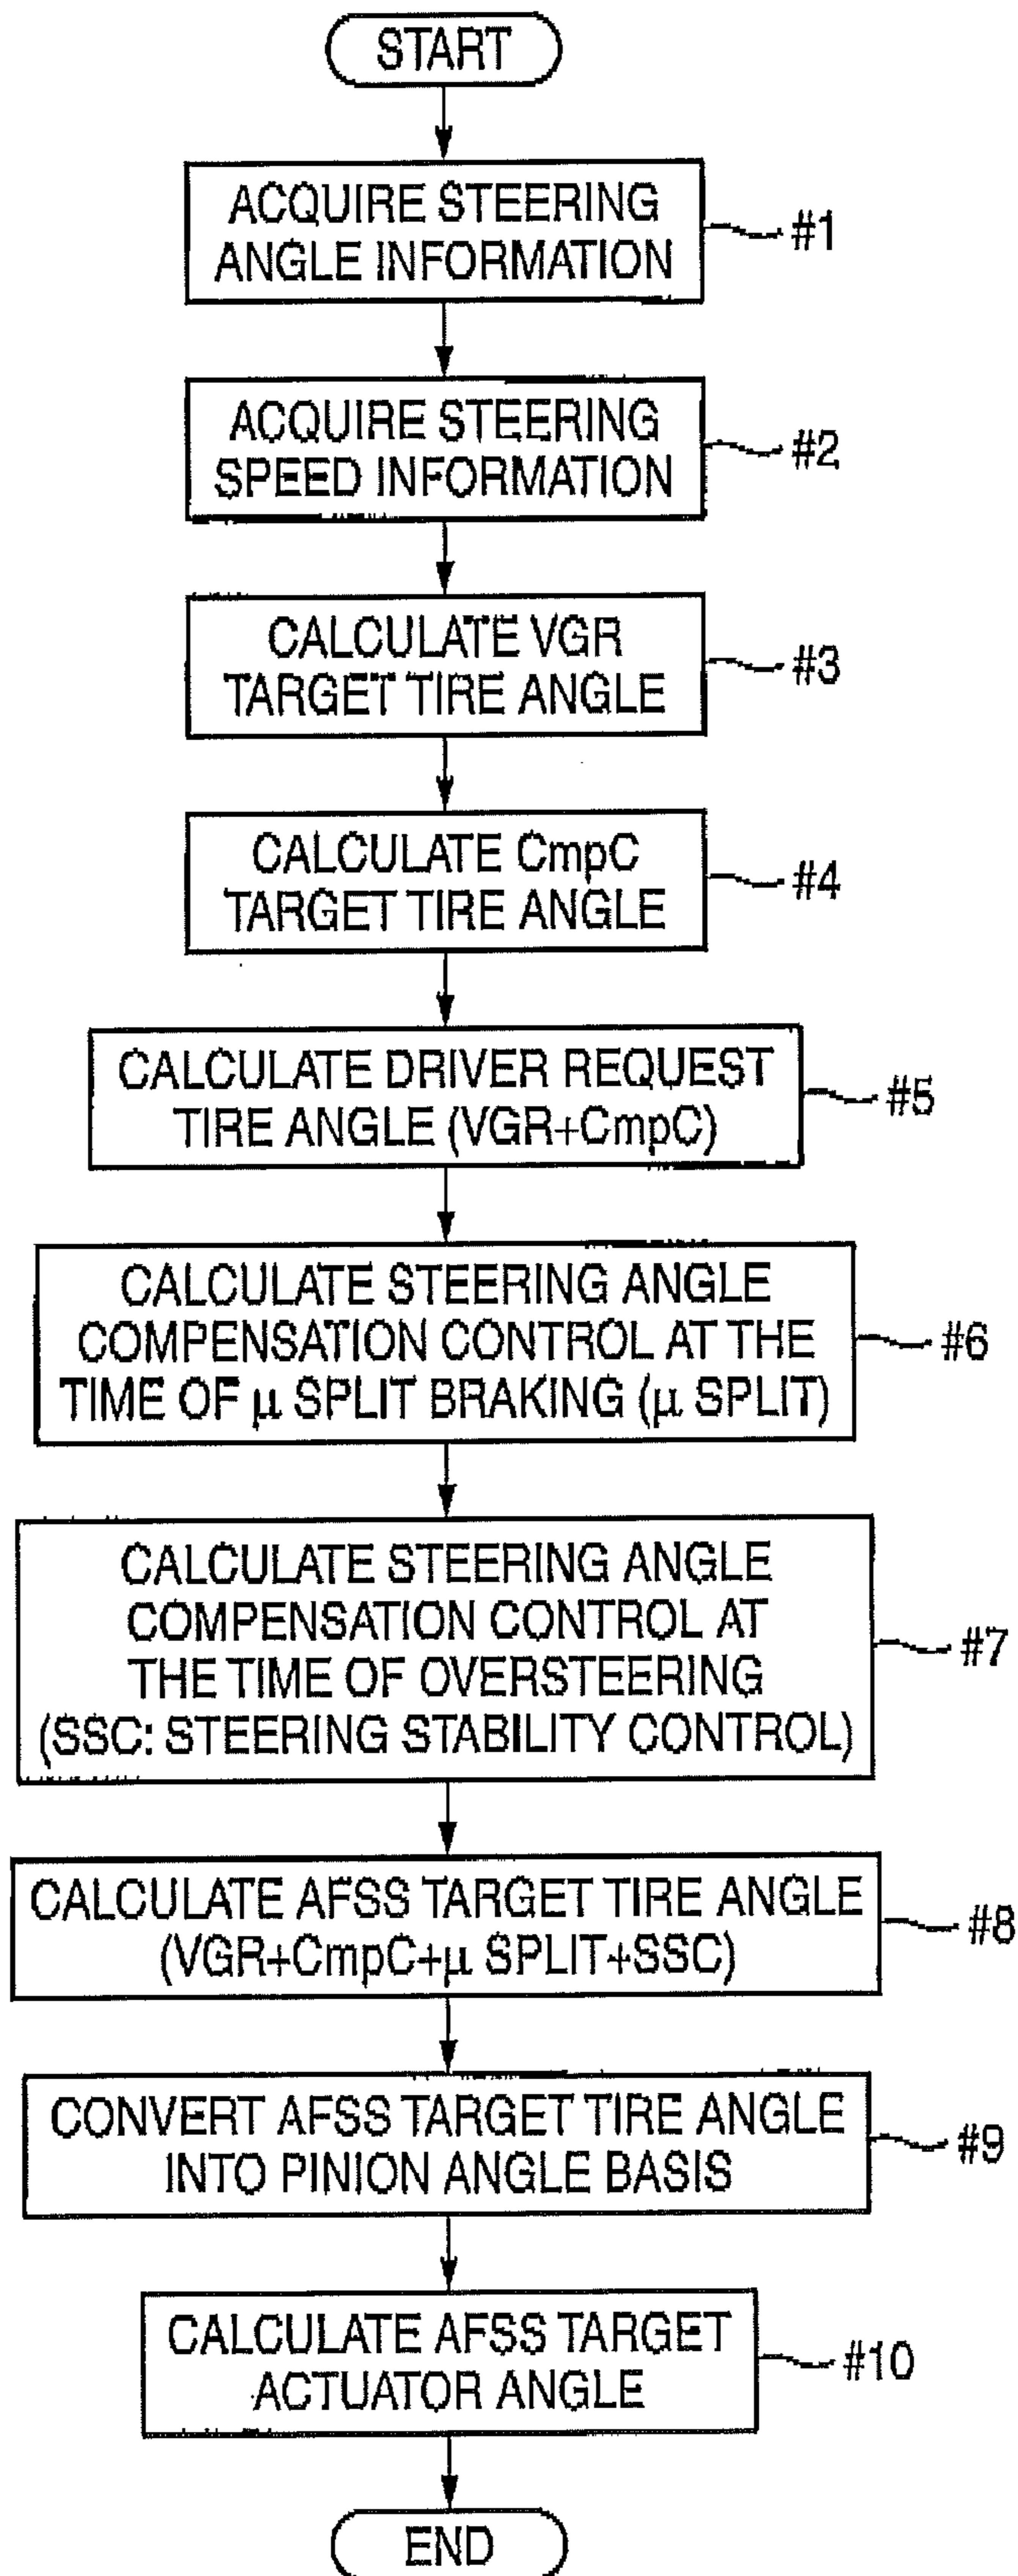 START
ACQUIRE STEERING
ANGLE INFORMATION
#1
ACQUIRE STEERING
SPEED INFORMATION
#2
CALCULATE VGR
TARGET TIRE ANGLE
#3
CALCULATE CmpC
TARGET TIRE ANGLE
#4
CALCULATE DRIVER REQUEST
TIRE ANGLE (VGR+CmpC)
#5
CALCULATE STEERING ANGLE
COMPENSATION CONTROL AT THE
TIME OF μ SPLIT BRAKING (μ SPLIT)
#6
CALCULATE STEERING ANGLE
COMPENSATION CONTROL AT
THE TIME OF OVERSTEERING
(SSC: STEERING STABILITY CONTROL)
#7
CALCULATE AFSS TARGET TIRE ANGLE
(VGR+CmpC+μ SPLIT+SSC)
#8
CONVERT AFSS TARGET TIRE ANGLE
INTO PINION ANGLE BASIS
#9
CALCULATE AFSS TARGET
ACTUATOR ANGLE
#10
END